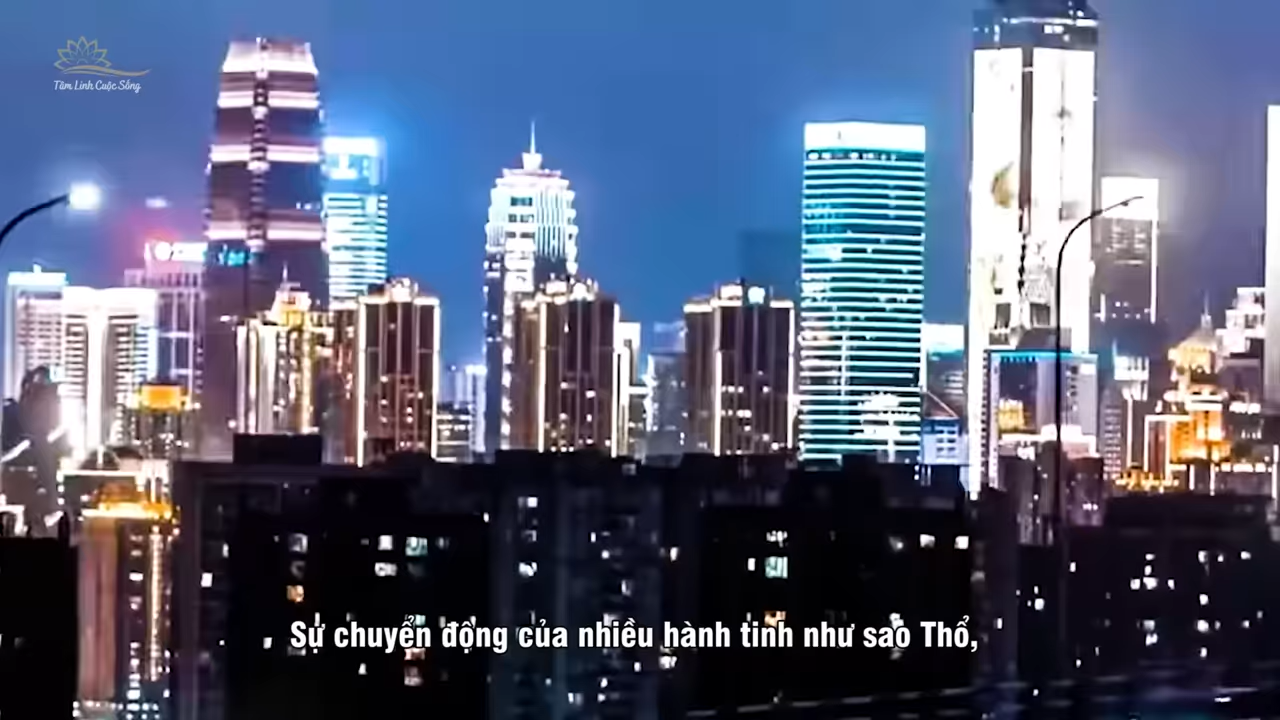 Tâm Linh Cuộc Sống
Sự chuyển động của nhiều hành tinh như sao Thổ,